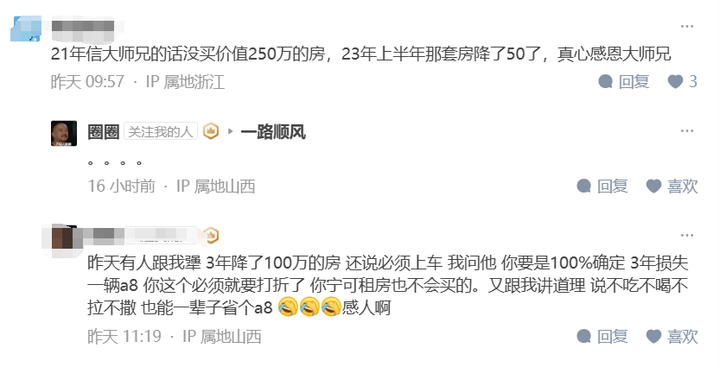 21年信大师兄的话没买价值250万的房，23年上半年那套房降了50了，真心感恩大师兄
昨天 09:57 · IP 属地浙江 回复 3
圈圈 关注我的人 一路顺风
。。。。
16 小时前 · IP 属地山西 回复 喜欢
昨天有人跟我犟 3年降了100万的房 还说必须上车 我问他 你要是100%确定 3年损失
一辆a8 你这个必须就要打折了 你宁可租房也不会买的。又跟我讲道理 说不吃不喝不
拉不撒 也能一辈子省个a8 🤣🤣🤣感人啊
昨天 11:19 · IP 属地山西 回复 喜欢